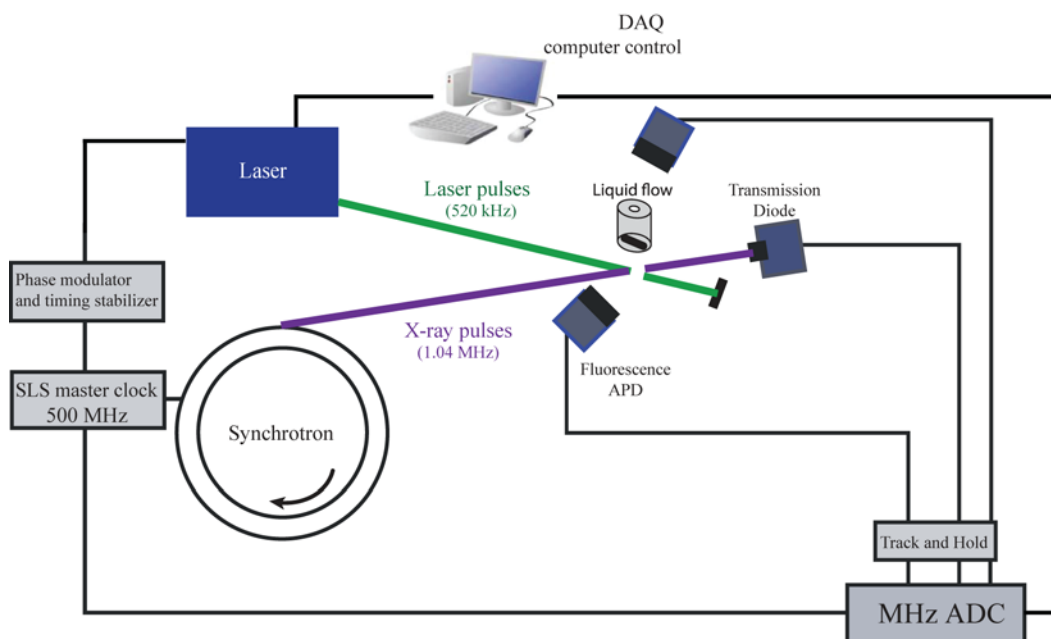 DAQ
computer control
Laser
Laser pulses
(520 kHz)
Liquid flow
Transmission
Diode
Phase modulator
and timing stabilizer
X-ray pulses
(1.04 MHz)
Fluorescence
APD
SLS master clock
500 MHz
Synchrotron
Track and Hold
MHz ADC